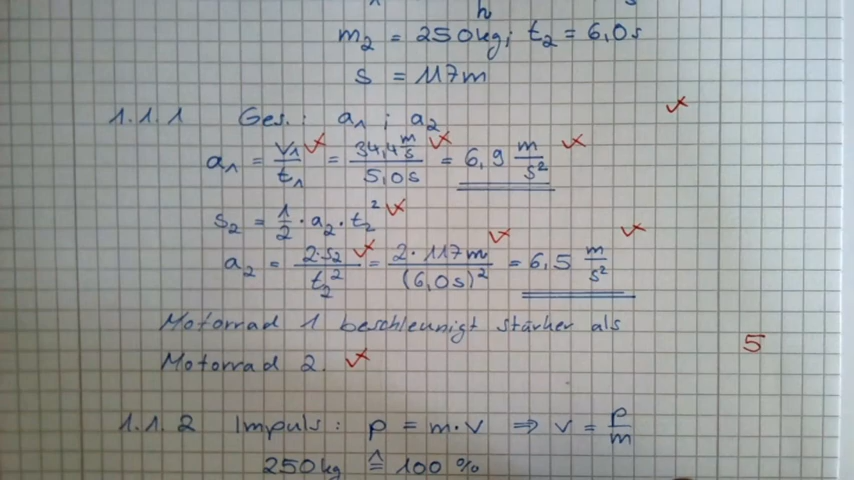 m₂ = 250kg; t₂ = 6,0s
s = 117m
1.1.1 Ges.: a₁ ; a₂
a₁ = v₁/t₁ = 34,4 m/s / 5,0s = 6,9 m/s²
s₂ = 1/2 · a₂ · t₂²
a₂ = 2·s₂/t₂² = 2·117m/(6,0s)² = 6,5 m/s²
Motorrad 1 beschleunigt stärker als
Motorrad 2.
5
1.1.2 Impuls: p = m·v ⇒ v = p/m
250kg ≙ 100 %